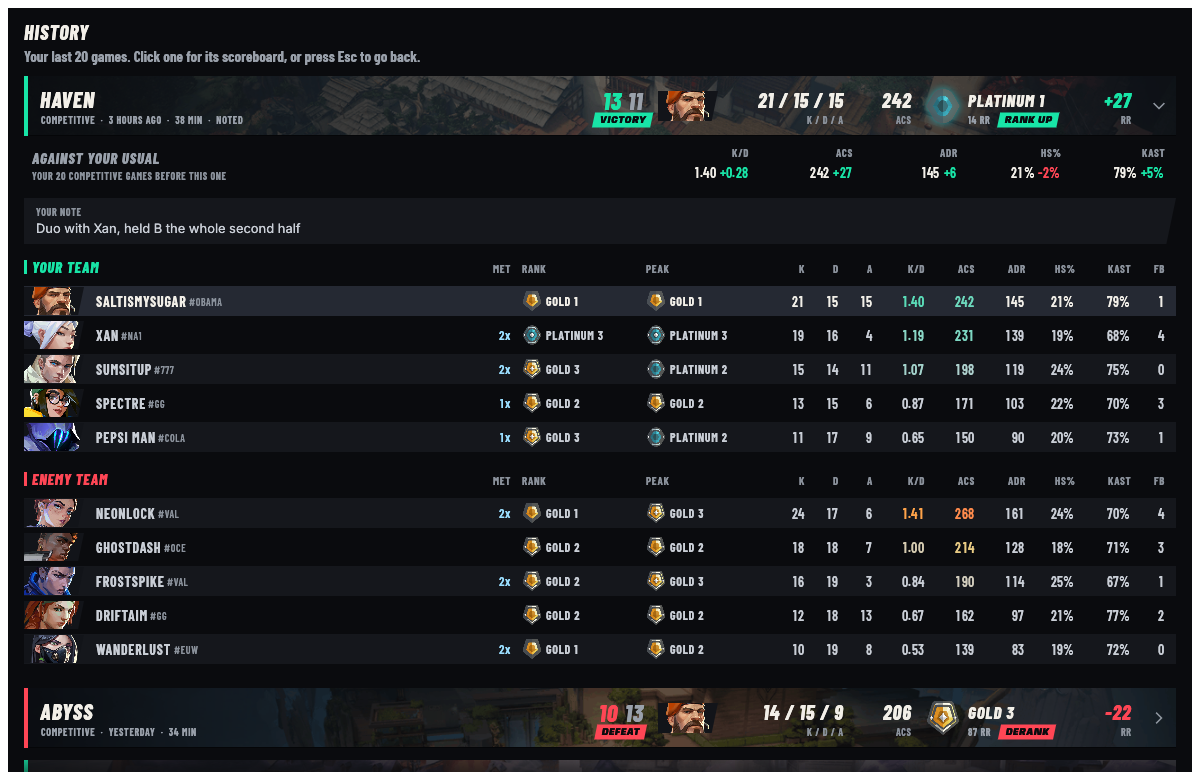 HISTORY
Your last 20 games. Click one for its scoreboard, or press Esc to go back.
HAVEN 13 11 21 / 15 / 15 242 PLATINUM 1 +27
COMPETITIVE · 3 HOURS AGO · 38 MIN · NOTED VICTORY K / D / A ACS 14 RR RANK UP RR
AGAINST YOUR USUAL K/D ACS ADR HS% KAST
YOUR 20 COMPETITIVE GAMES BEFORE THIS ONE 1.40 +0.28 242 +27 145 +6 21% -2% 79% +5%
YOUR NOTE
Duo with Xan, held B the whole second half
YOUR TEAM MET RANK PEAK K D A K/D ACS ADR HS% KAST FB
SALTISMYSUGAR #OBAMA GOLD 1 GOLD 1 21 15 15 1.40 242 145 21% 79% 1
XAN #NA1 2x PLATINUM 3 PLATINUM 3 19 16 4 1.19 231 139 19% 68% 4
SUMSITUP #777 2x GOLD 3 PLATINUM 2 15 14 11 1.07 198 119 24% 75% 0
SPECTRE #GG 1x GOLD 2 GOLD 2 13 15 6 0.87 171 103 22% 70% 3
PEPSI MAN #COLA 1x GOLD 3 PLATINUM 2 11 17 9 0.65 150 90 20% 73% 1
ENEMY TEAM MET RANK PEAK K D A K/D ACS ADR HS% KAST FB
NEONLOCK #VAL 2x GOLD 1 GOLD 3 24 17 6 1.41 268 161 24% 70% 4
GHOSTDASH #OCE GOLD 2 GOLD 2 18 18 7 1.00 214 128 18% 71% 3
FROSTSPIKE #VAL 2x GOLD 2 GOLD 3 16 19 3 0.84 190 114 25% 67% 1
DRIFTAIM #GG GOLD 2 GOLD 2 12 18 13 0.67 162 97 21% 77% 2
WANDERLUST #EUW 2x GOLD 1 GOLD 2 10 19 8 0.53 139 83 19% 72% 0
ABYSS 10 13 14 / 15 / 9 206 GOLD 3 -22
COMPETITIVE · YESTERDAY · 34 MIN DEFEAT K / D / A ACS 87 RR DERANK RR